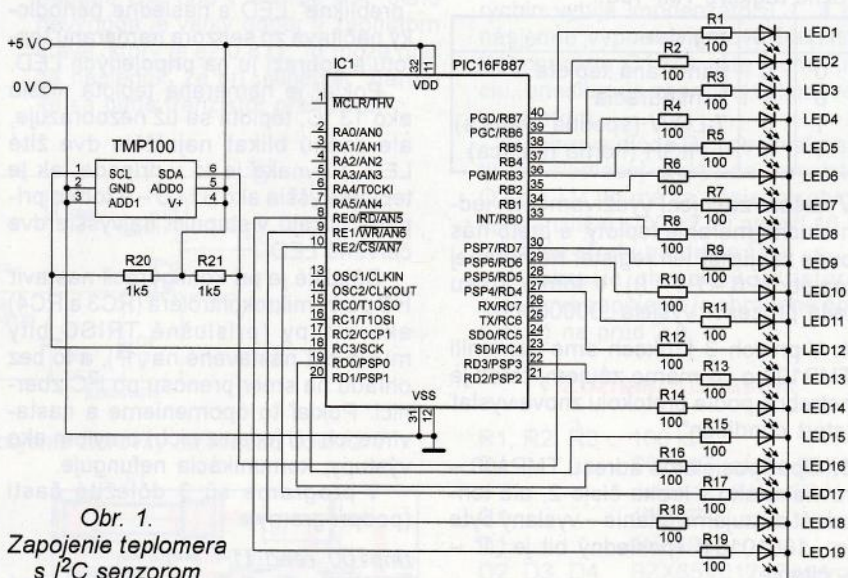 +5 V
0 V
TMP100
SCL SDA
GND ADD0
ADD1 V+
1
2
3
6
5
4
R20
1k5
R21
1k5
IC1
PIC16F887
32
11
VDD
1 MCLR/THV
2 RA0/AN0
3 RA1/AN1
4 RA2/AN2
5 RA3/AN3
6 RA4/T0CKI
7 RA5/AN4
8 RE0/RD/AN5
9 RE1/WR/AN6
10 RE2/CS/AN7
13 OSC1/CLKIN
14 OSC2/CLKOUT
15 RC0/T1OSO
16 RC1/T1OSI
17 RC2/CCP1
18 RC3/SCK
19 RD0/PSP0
20 RD1/PSP1
PGD/RB7 40
PGC/RB6 39
RB5 38
RB4 37
PGM/RB3 36
RB2 35
RB1 34
INT/RB0 33
PSP7/RD7 30
PSP6/RD6 29
PSP5/RD5 28
PSP4/RD4 27
RX/RC7 26
TX/RC6 25
SDO/RC5 24
SDI/RC4 23
RD3/PSP3 22
RD2/PSP2 21
VSS
31
12
R1 100 LED1
R2 100 LED2
R3 100 LED3
R4 100 LED4
R5 100 LED5
R6 100 LED6
R7 100 LED7
R8 100 LED8
R9 100 LED9
R10 100 LED10
R11 100 LED11
R12 100 LED12
R13 100 LED13
R14 100 LED14
R15 100 LED15
R16 100 LED16
R17 100 LED17
R18 100 LED18
R19 100 LED19
Obr. 1.
Zapojenie teplomera
s I²C senzorom